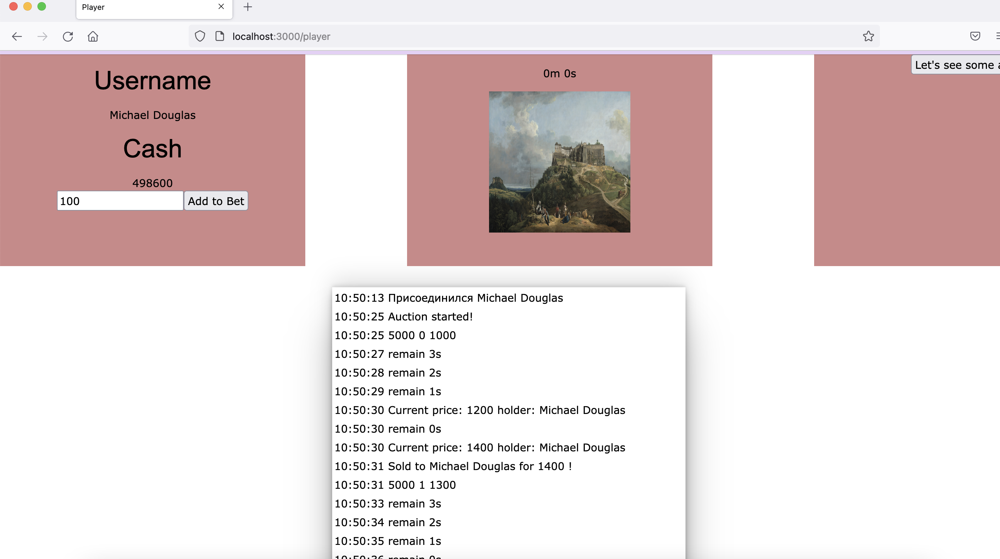 Player
localhost:3000/player
Username
Michael Douglas
Cash
498600
100 Add to Bet
0m 0s
Let's see some
10:50:13 Присоединился Michael Douglas
10:50:25 Auction started!
10:50:25 5000 0 1000
10:50:27 remain 3s
10:50:28 remain 2s
10:50:29 remain 1s
10:50:30 Current price: 1200 holder: Michael Douglas
10:50:30 remain 0s
10:50:30 Current price: 1400 holder: Michael Douglas
10:50:31 Sold to Michael Douglas for 1400 !
10:50:31 5000 1 1300
10:50:33 remain 3s
10:50:34 remain 2s
10:50:35 remain 1s
10:50:36 remain 0s